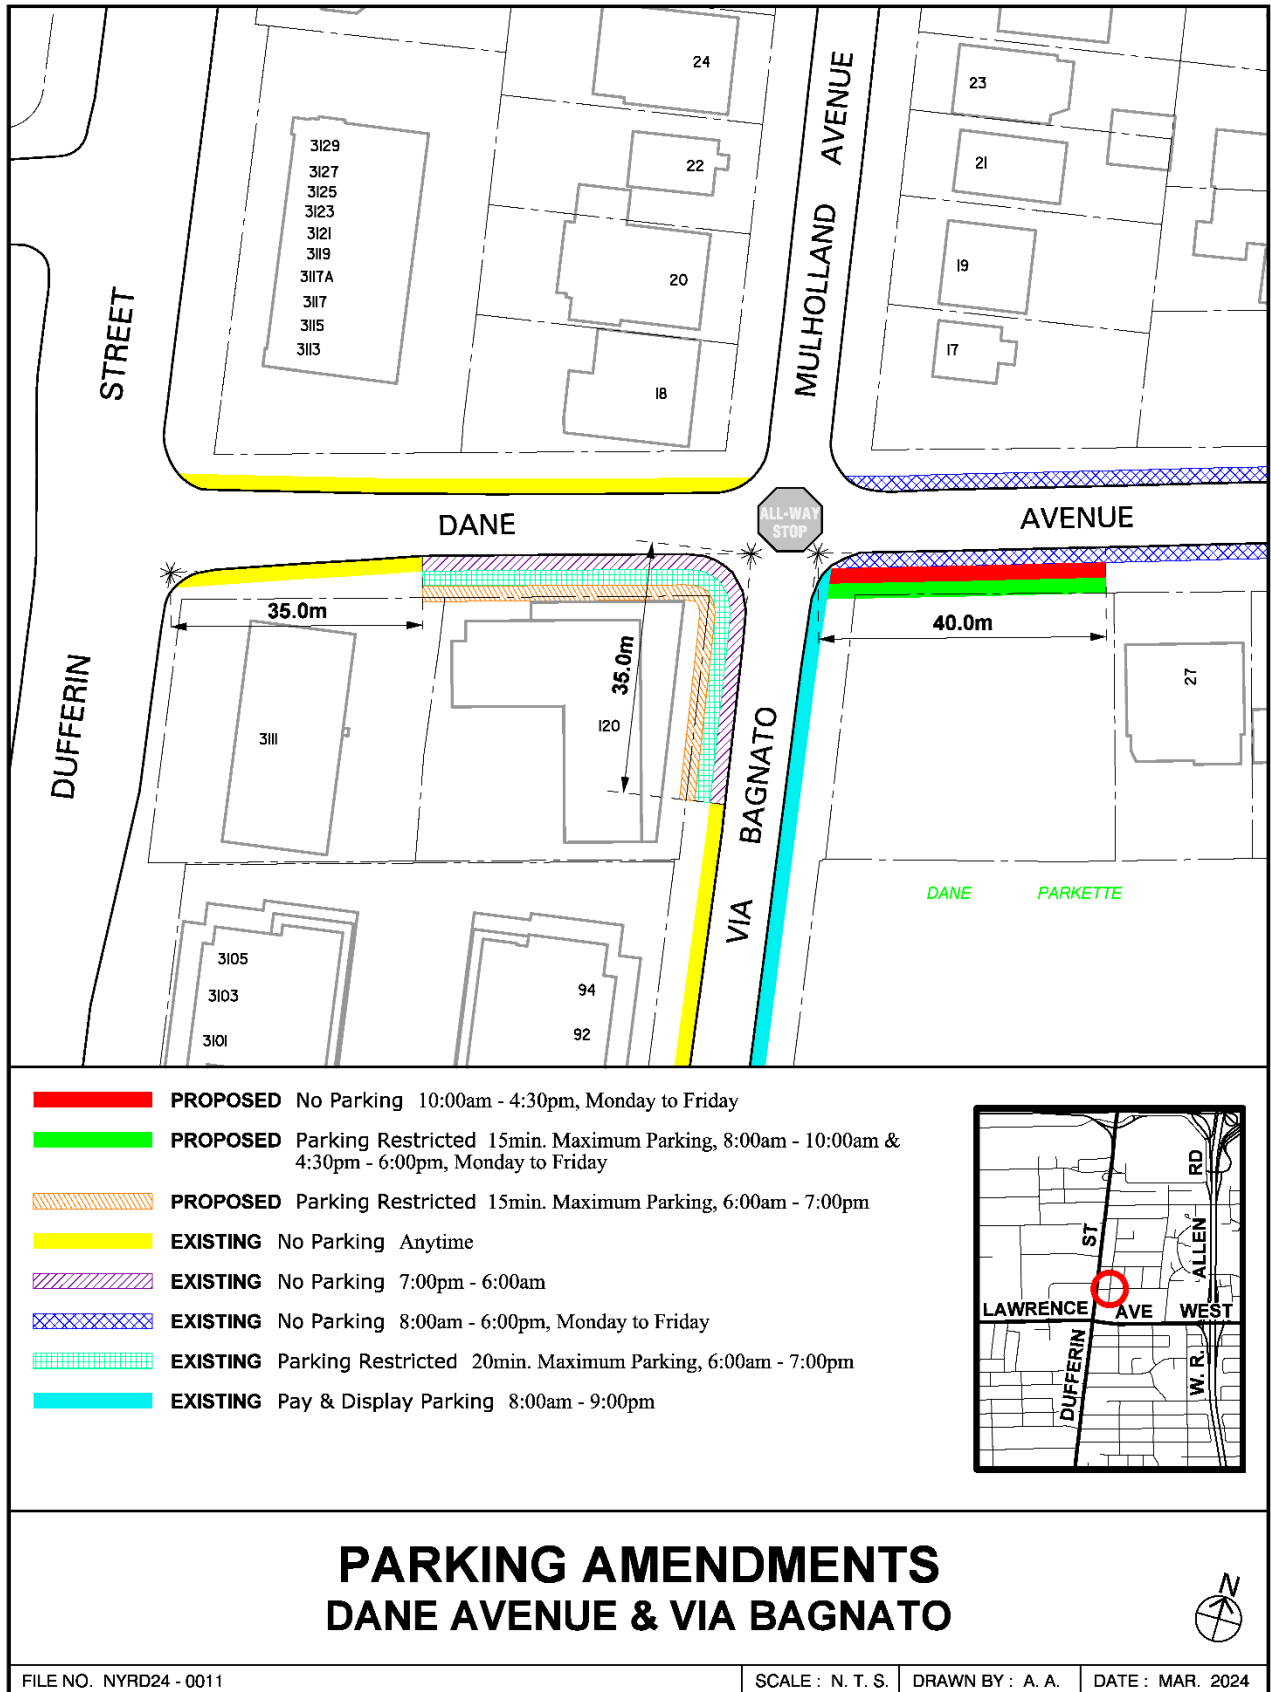 24
23
22
21
20
19
18
17
3129
3127
3125
3123
3121
3119
3117A
3117
3115
3113
MULHOLLAND AVENUE
DUFFERIN STREET
DANE AVENUE
ALL-WAY
STOP
35.0m
35.0m
40.0m
3111
120
27
VIA BAGNATO
DANE PARKETTE
3105
3103
3101
94
92
PROPOSED No Parking 10:00am - 4:30pm, Monday to Friday
PROPOSED Parking Restricted 15min. Maximum Parking, 8:00am - 10:00am &
4:30pm - 6:00pm, Monday to Friday
PROPOSED Parking Restricted 15min. Maximum Parking, 6:00am - 7:00pm
EXISTING No Parking Anytime
EXISTING No Parking 7:00pm - 6:00am
EXISTING No Parking 8:00am - 6:00pm, Monday to Friday
EXISTING Parking Restricted 20min. Maximum Parking, 6:00am - 7:00pm
EXISTING Pay & Display Parking 8:00am - 9:00pm
LAWRENCE AVE WEST
DUFFERIN ST
W. R. ALLEN RD
PARKING AMENDMENTS
DANE AVENUE & VIA BAGNATO
N
FILE NO. NYRD24 - 0011
SCALE : N. T. S.
DRAWN BY : A. A.
DATE : MAR. 2024